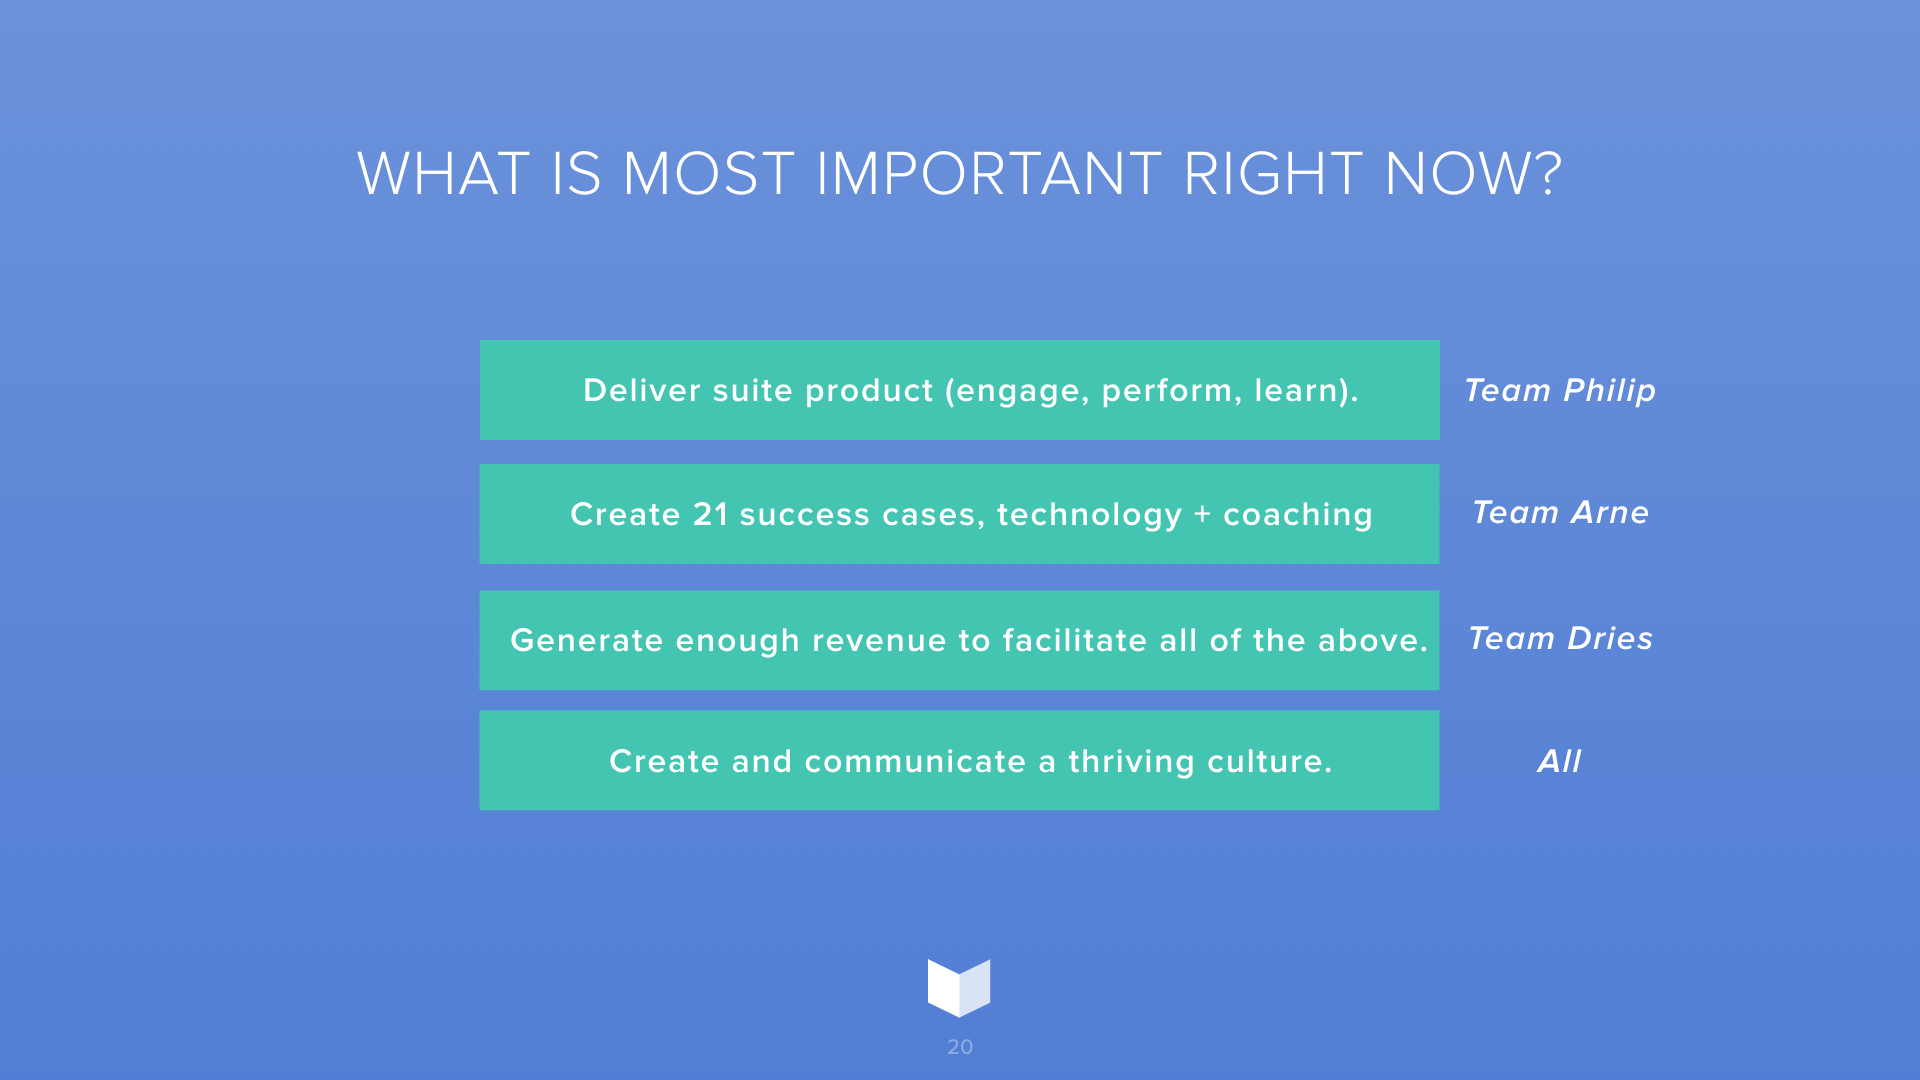 WHAT IS MOST IMPORTANT RIGHT NOW?
Deliver suite product (engage, perform, learn). Team Philip
Create 21 success cases, technology + coaching Team Arne
Generate enough revenue to facilitate all of the above. Team Dries
Create and communicate a thriving culture. All
20